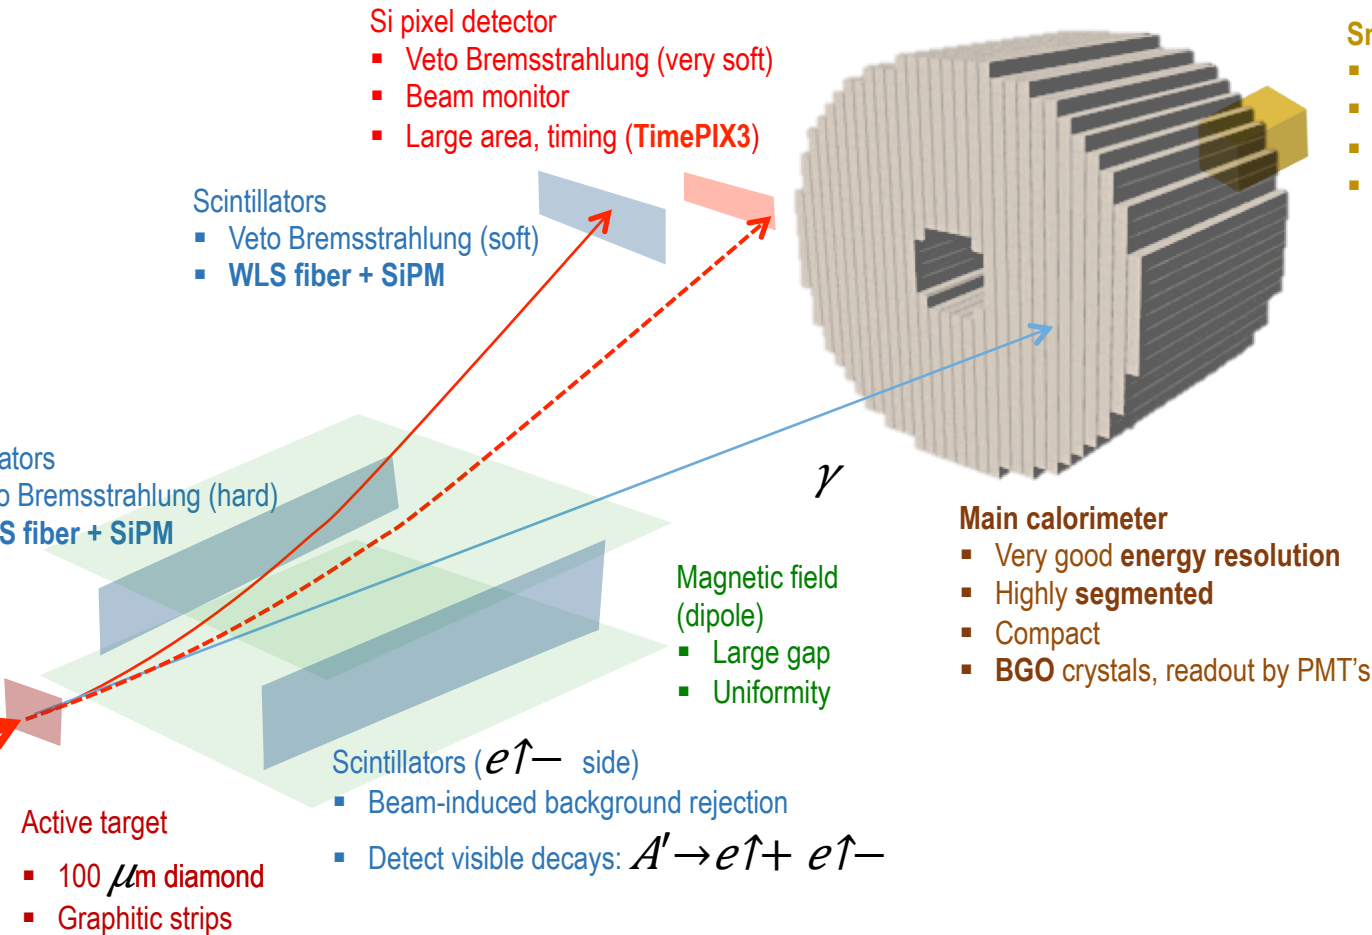 Si pixel detector
▪ Veto Bremsstrahlung (very soft)
▪ Beam monitor
▪ Large area, timing (TimePIX3)
Scintillators
▪ Veto Bremsstrahlung (soft)
▪ WLS fiber + SiPM
Bremsstrahlung (hard)
fiber + SiPM
γ
Magnetic field
(dipole)
▪ Large gap
▪ Uniformity
Main calorimeter
▪ Very good energy resolution
▪ Highly segmented
▪ Compact
▪ BGO crystals, readout by PMT's
Scintillators (e↑− side)
▪ Beam-induced background rejection
▪ Detect visible decays: A′→e↑+ e↑−
Active target
▪ 100 μm diamond
▪ Graphitic strips